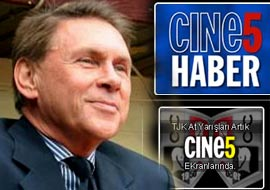 CINE5
HABER
TJK At Yarışları Artık
CINE5
Ekranlarında.